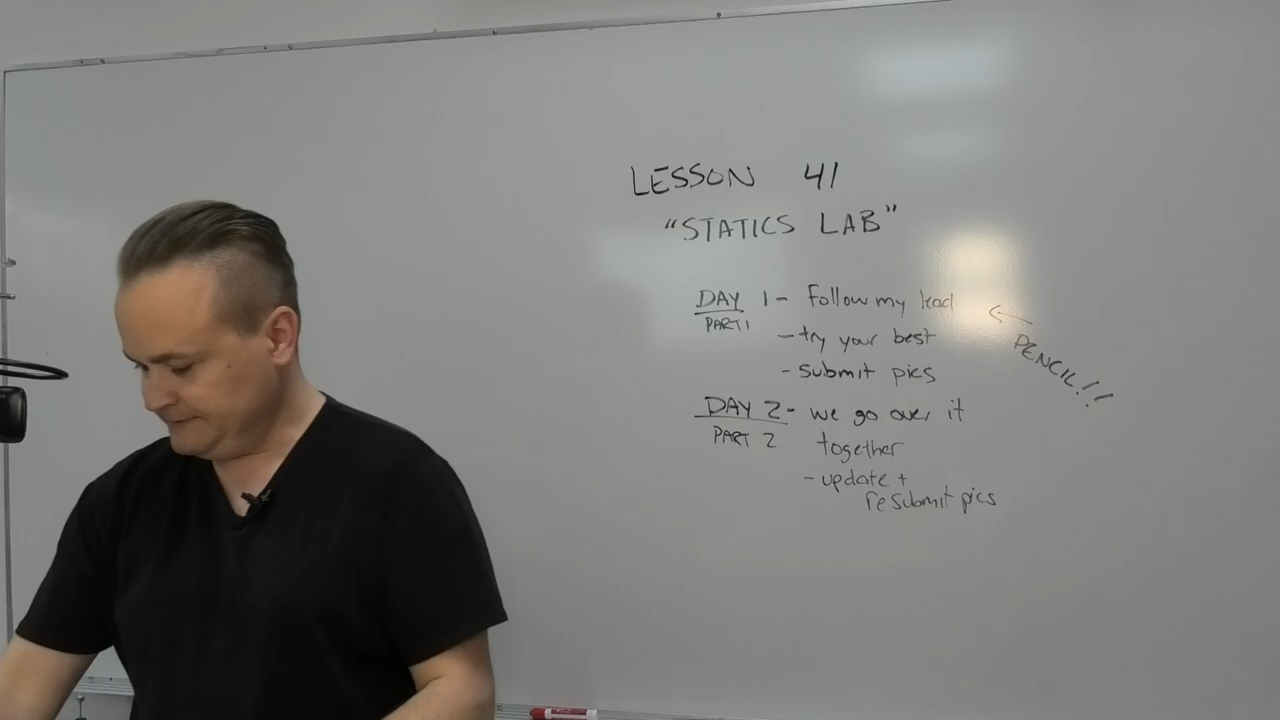 LESSON 41
"STATICS LAB"
DAY 1 - Follow my lead
PART 1
- try your best
- submit pics
PENCIL!!
DAY 2 - we go over it
PART 2 together
- update +
resubmit pics